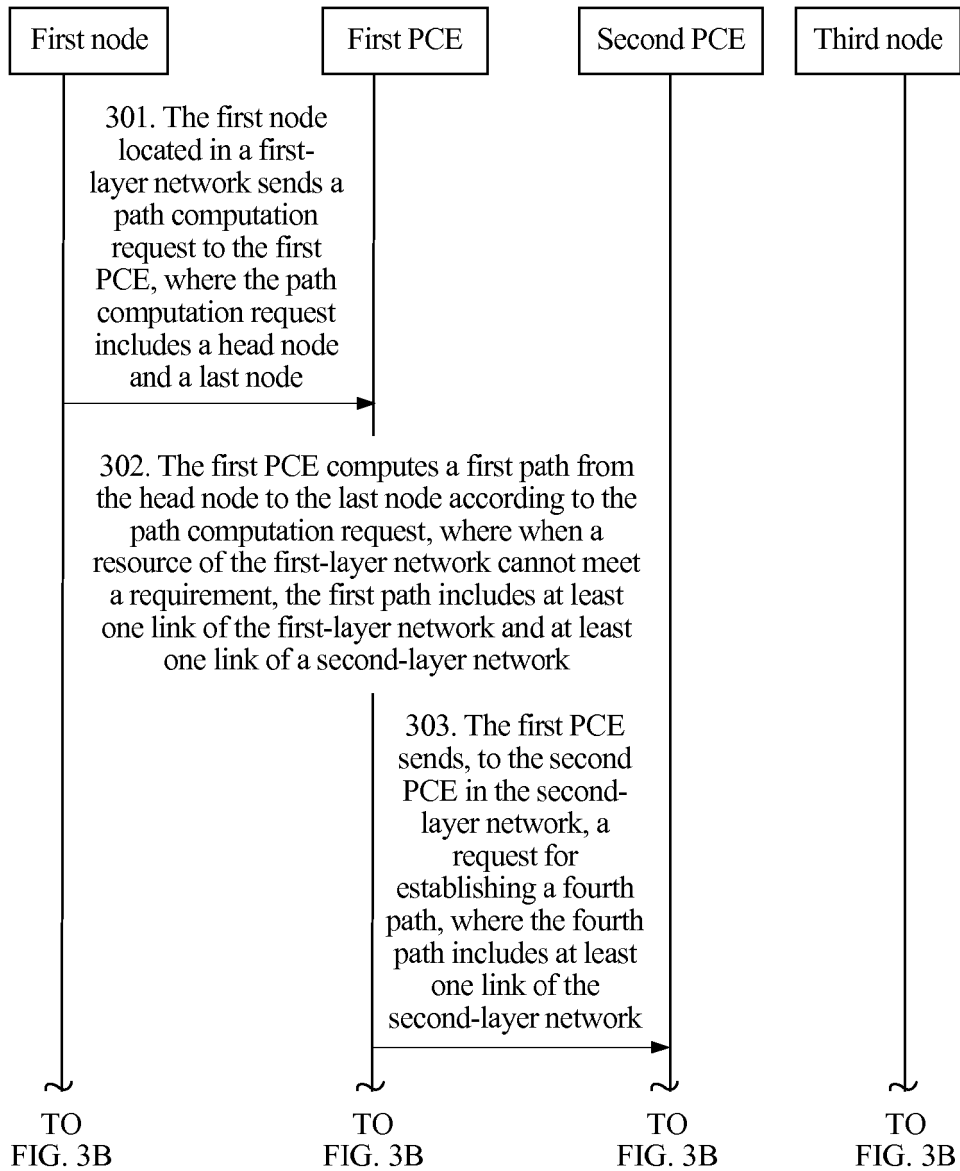 First node
First PCE
Second PCE
Third node
301. The first node
located in a first-
layer network sends a
path computation
request to the first
PCE, where the path
computation request
includes a head node
and a last node
302. The first PCE computes a first path from
the head node to the last node according to the
path computation request, where when a
resource of the first-layer network cannot meet
a requirement, the first path includes at least
one link of the first-layer network and at least
one link of a second-layer network
303. The first PCE
sends, to the second
PCE in the second-
layer network, a
request for
establishing a fourth
path, where the fourth
path includes at least
one link of the
second-layer network
TO
FIG. 3B
TO
FIG. 3B
TO
FIG. 3B
TO
FIG. 3B